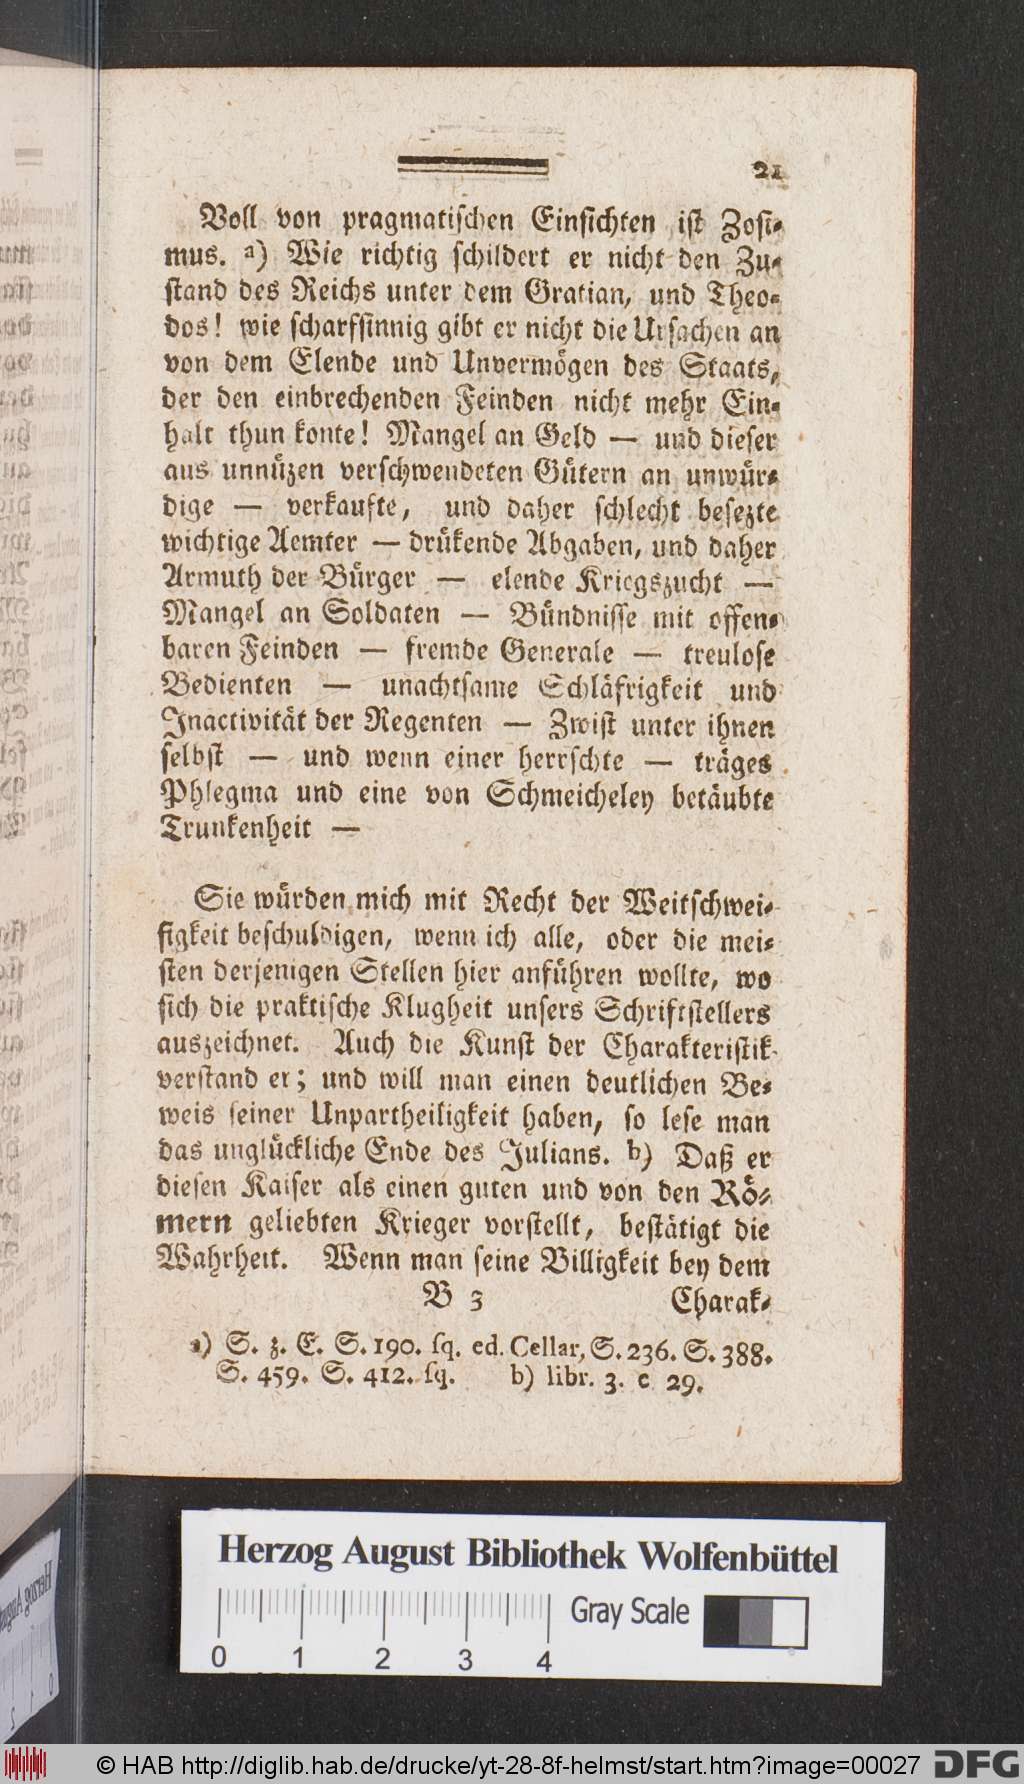 21
Voll von pragmatischen Einsichten ist Zosi-
mus. a) Wie richtig schildert er nicht den Zu-
stand des Reichs unter dem Gratian, und Theo-
dos! wie scharfsinnig gibt er nicht die Ursachen an
von dem Elende und Unvermögen des Staats,
der den einbrechenden Feinden nicht mehr Ein-
halt thun konte! Mangel an Geld — und dieser
aus unnüzen verschwendeten Gütern an unwür-
dige — verkaufte, und daher schlecht besezte
wichtige Aemter — drükende Abgaben, und daher
Armuth der Bürger — elende Kriegszucht —
Mangel an Soldaten — Bündnisse mit offen-
baren Feinden — fremde Generale — treulose
Bedienten — unachtsame Schläfrigkeit und
Inactivität der Regenten — Zwist unter ihnen
selbst — und wenn einer herrschte — träges
Phlegma und eine von Schmeicheley betäubte
Trunkenheit —
Sie würden mich mit Recht der Weitschwei-
figkeit beschuldigen, wenn ich alle, oder die mei-
sten derjenigen Stellen hier anführen wollte, wo
sich die praktische Klugheit unsers Schriftstellers
auszeichnet. Auch die Kunst der Charakteristik
verstand er; und will man einen deutlichen Be-
weis seiner Unpartheiligkeit haben, so lese man
das unglückliche Ende des Julians. b) Daß er
diesen Kaiser als einen guten und von den Rö-
mern geliebten Krieger vorstellt, bestätigt die
Wahrheit. Wenn man seine Billigkeit bey dem
B 3 Charak-
a) S. z. E. S. 190. sq. ed. Cellar, S. 236. S. 388.
S. 459. S. 412. sq. b) libr. 3. c 29.
Herzog August Bibliothek Wolfenbüttel
Gray Scale
0 1 2 3 4
© HAB http://diglib.hab.de/drucke/yt-28-8f-helmst/start.htm?image=00027
DFG